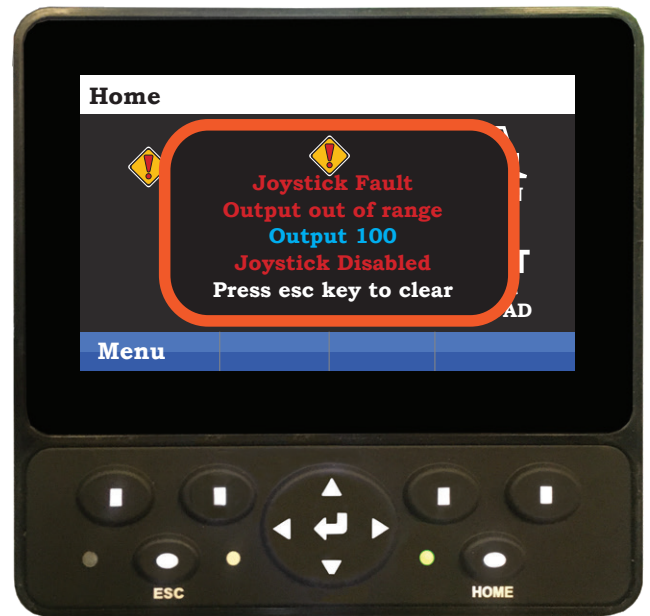 Home
Joystick Fault
Output out of range
Output 100
Joystick Disabled
Press esc key to clear
AD
Menu
ESC
HOME